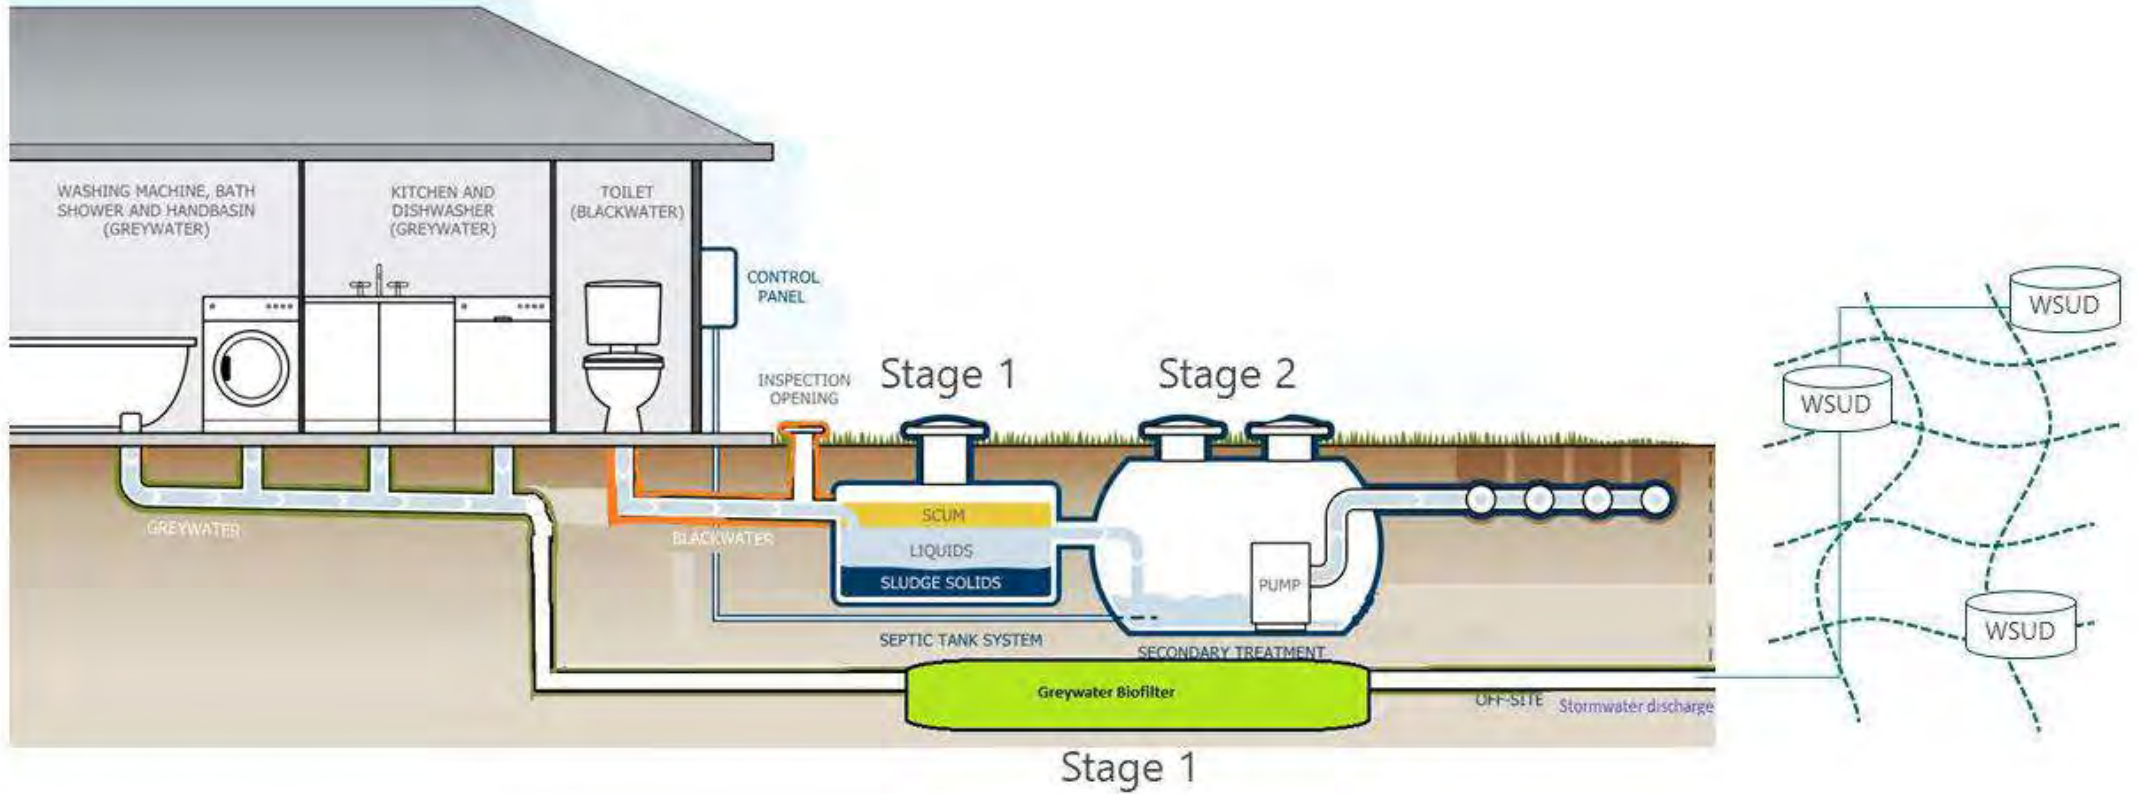 WASHING MACHINE, BATH
SHOWER AND HANDBASIN
(GREYWATER)
KITCHEN AND
DISHWASHER
(GREYWATER)
TOILET
(BLACKWATER)
CONTROL
PANEL
INSPECTION
OPENING
Stage 1
Stage 2
WSUD
WSUD
WSUD
GREYWATER
BLACKWATER
SCUM
LIQUIDS
SLUDGE SOLIDS
PUMP
SEPTIC TANK SYSTEM
SECONDARY TREATMENT
Greywater Biofilter
OFF-SITE
Stormwater discharge
Stage 1